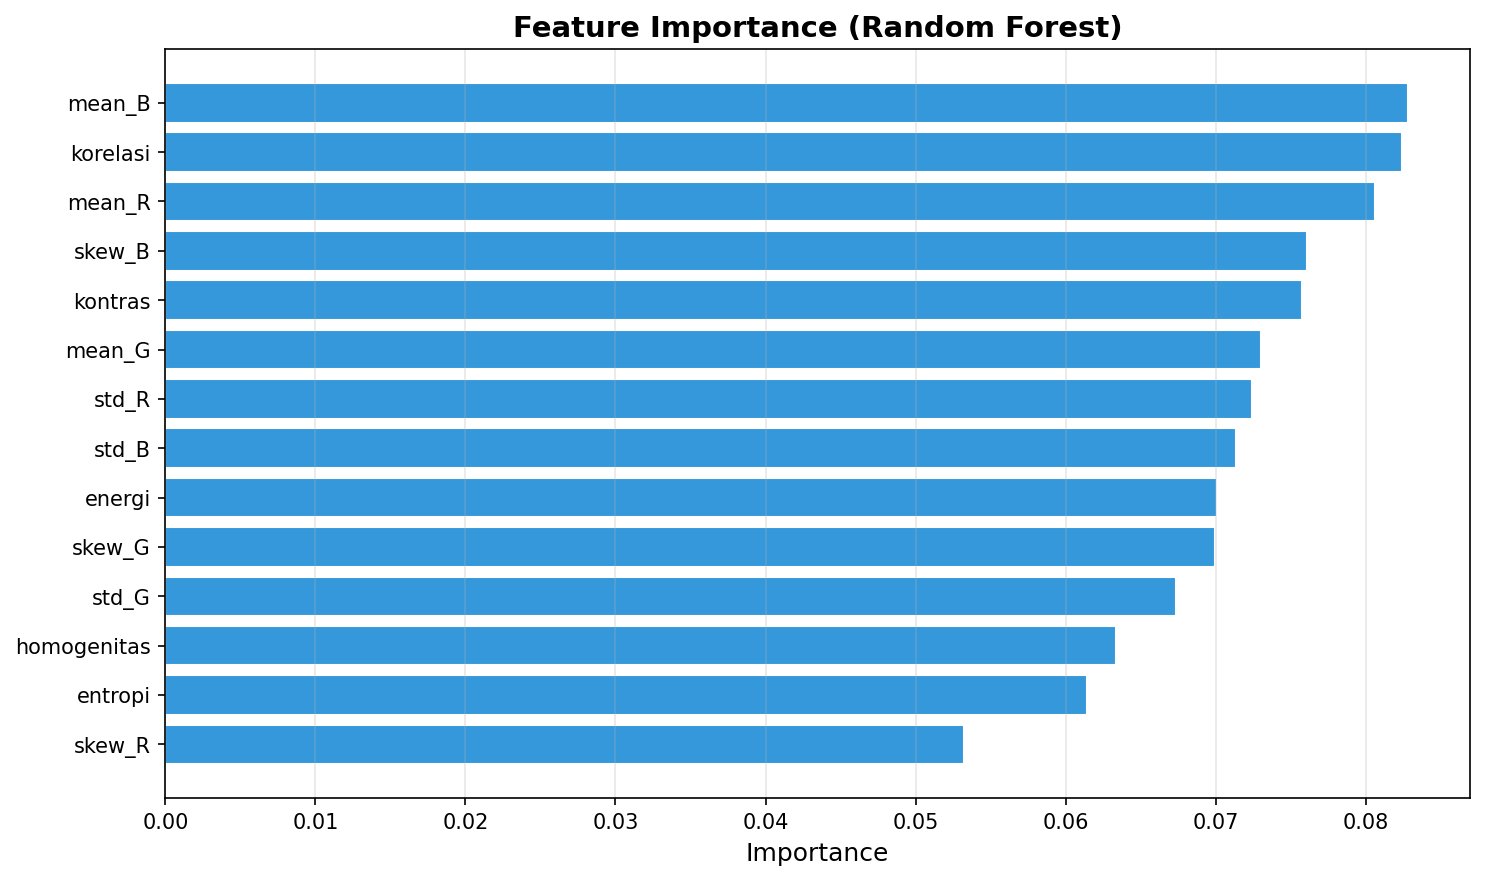 Feature Importance (Random Forest)
mean_B
korelasi
mean_R
skew_B
kontras
mean_G
std_R
std_B
energi
skew_G
std_G
homogenitas
entropi
skew_R
0.00 0.01 0.02 0.03 0.04 0.05 0.06 0.07 0.08
Importance